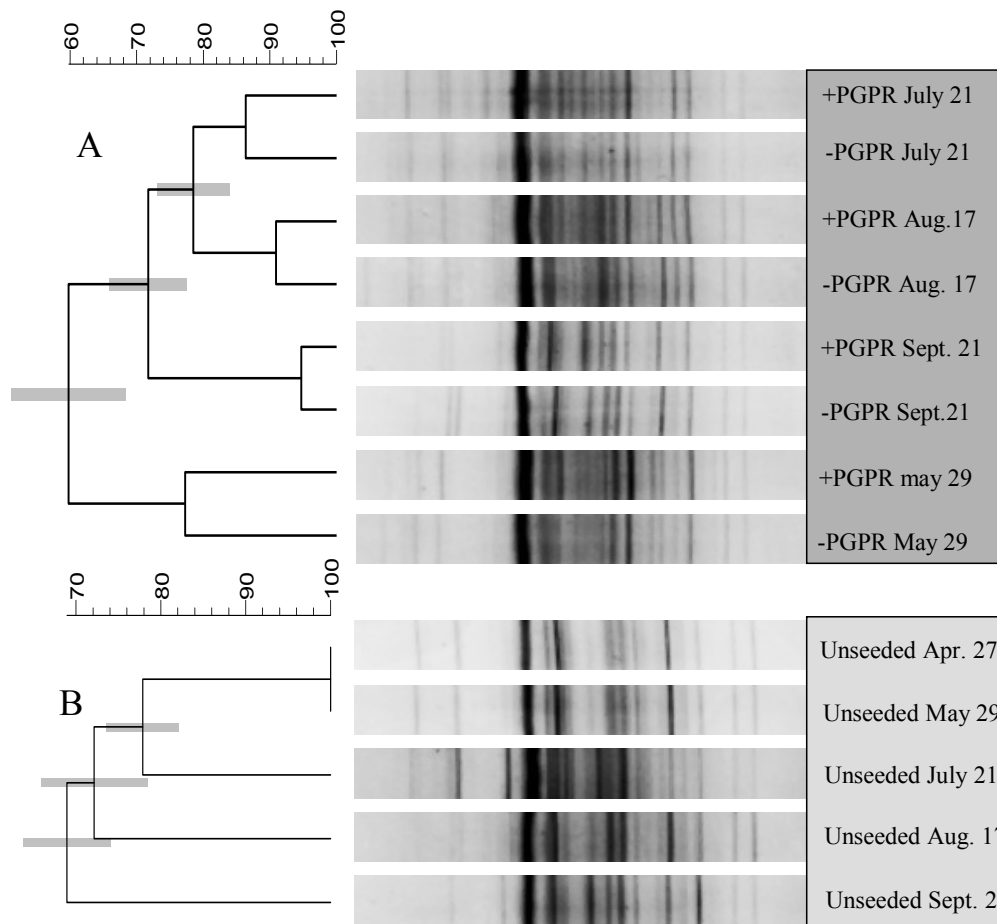 60 70 80 90 100
A
+PGPR July 21
-PGPR July 21
+PGPR Aug.17
-PGPR Aug. 17
+PGPR Sept. 21
-PGPR Sept.21
+PGPR may 29
-PGPR May 29
70 80 90 100
B
Unseeded Apr. 27
Unseeded May 29
Unseeded July 21
Unseeded Aug. 17
Unseeded Sept. 2